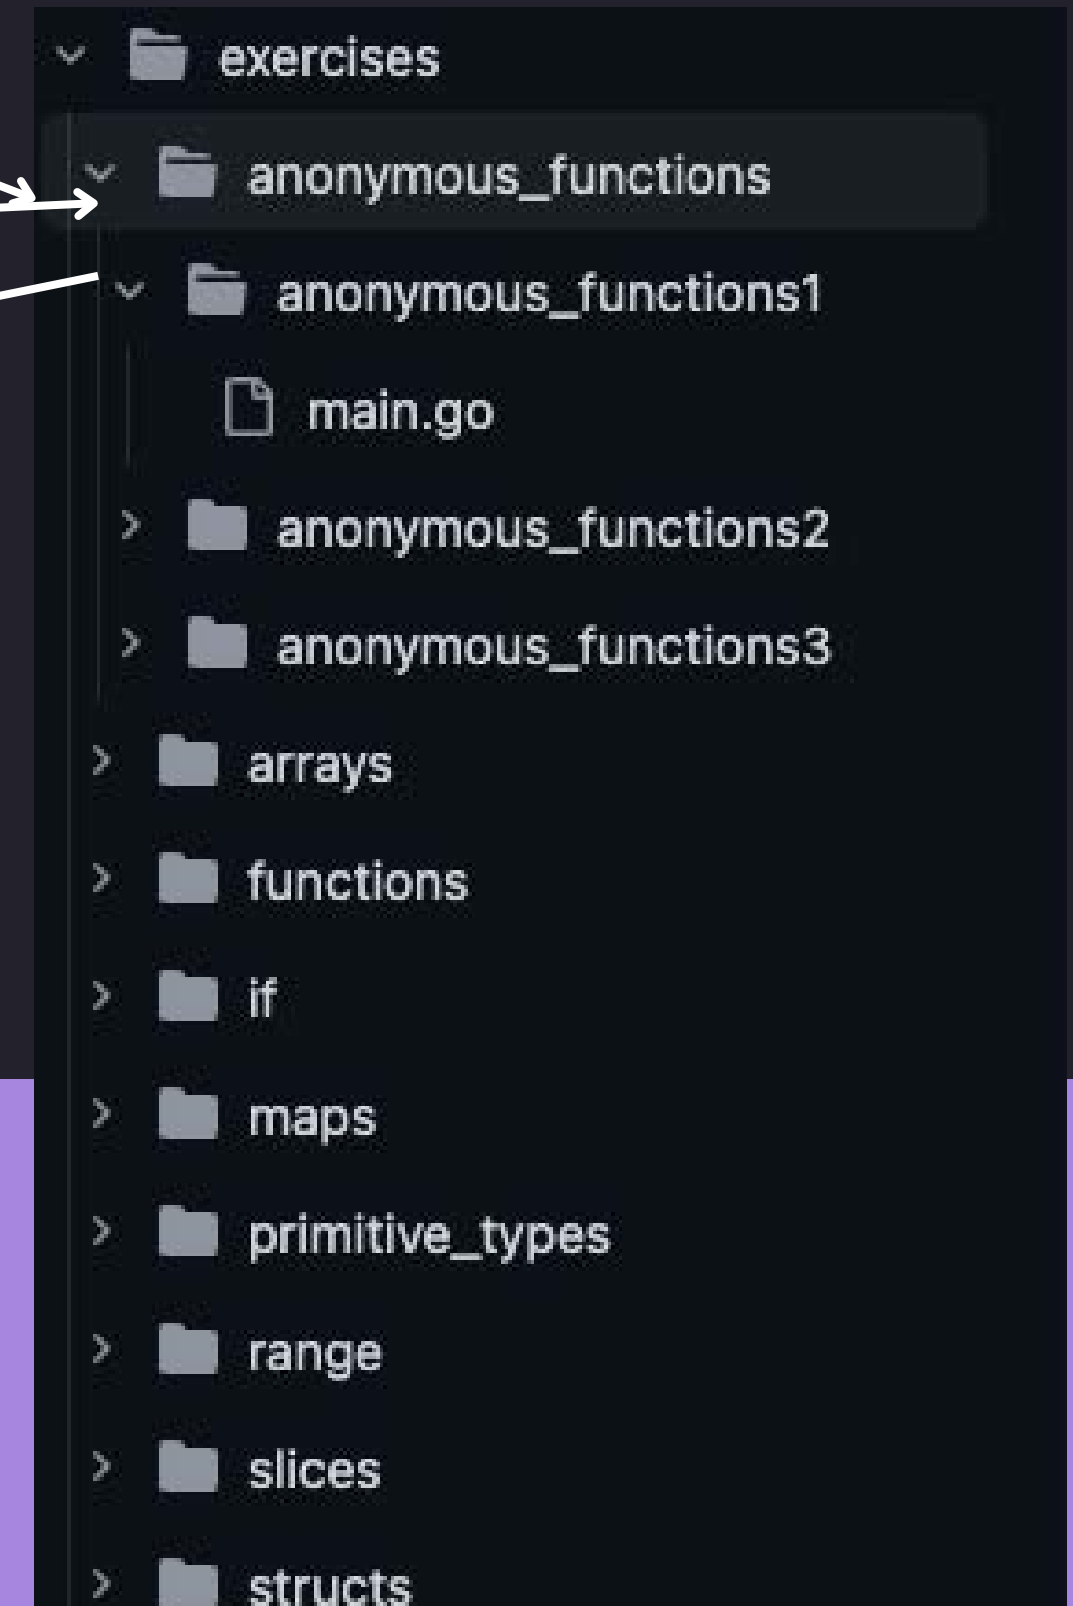 exercises
anonymous_functions
anonymous_functions1
main.go
anonymous_functions2
anonymous_functions3
arrays
functions
if
maps
primitive_types
range
slices
structs